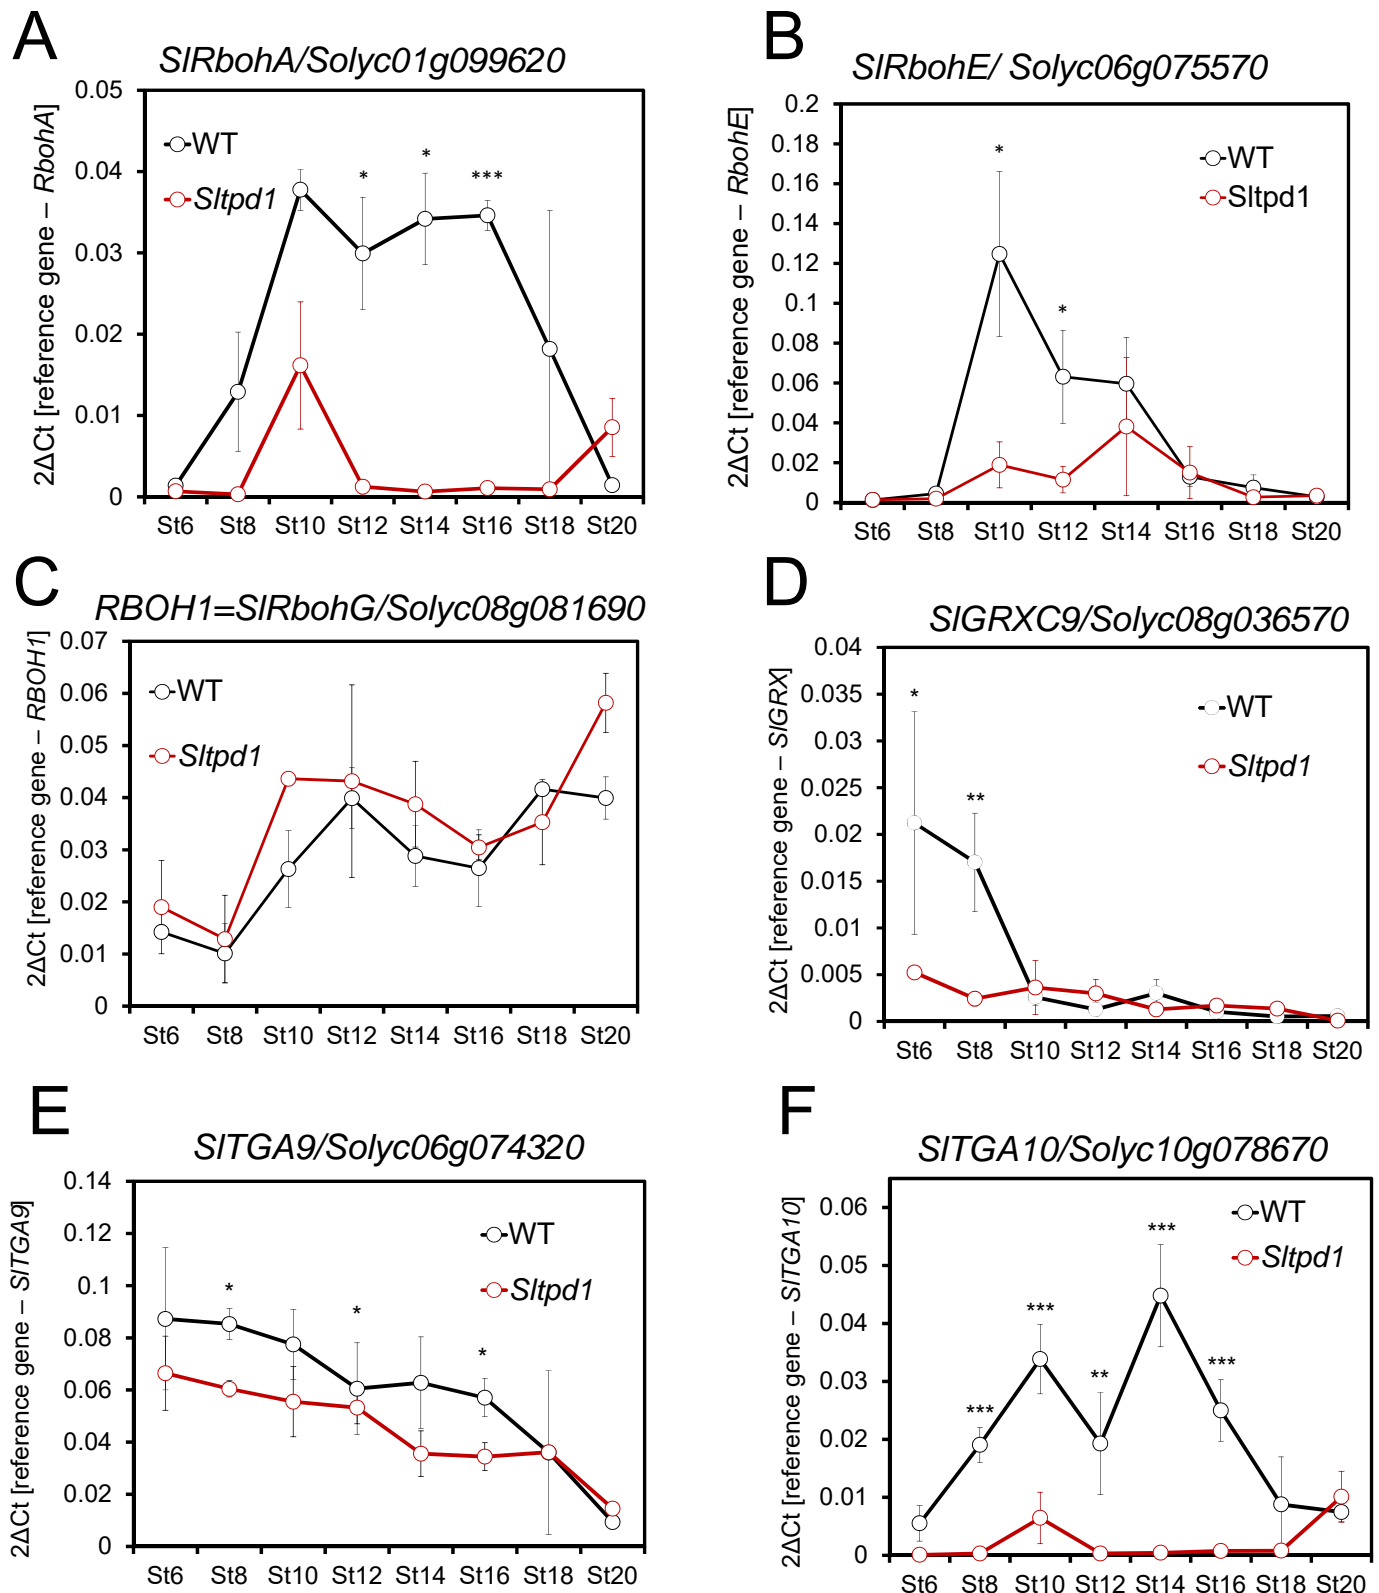 A
SlRbohA/Solyc01g099620
2ΔCt [reference gene – RbohA]
0.05
0.04
0.03
0.02
0.01
0
WT
Sltpd1
*
*
***
St6 St8 St10 St12 St14 St16 St18 St20
B
SlRbohE/ Solyc06g075570
2ΔCt [reference gene – RbohE]
0.2
0.18
0.16
0.14
0.12
0.1
0.08
0.06
0.04
0.02
0
WT
Sltpd1
*
*
St6 St8 St10 St12 St14 St16 St18 St20
C
RBOH1=SlRbohG/Solyc08g081690
2ΔCt [reference gene – RBOH1]
0.07
0.06
0.05
0.04
0.03
0.02
0.01
0
WT
Sltpd1
St6 St8 St10 St12 St14 St16 St18 St20
D
SlGRXC9/Solyc08g036570
2ΔCt [reference gene – SlGRX]
0.04
0.035
0.03
0.025
0.02
0.015
0.01
0.005
0
WT
Sltpd1
*
**
St6 St8 St10 St12 St14 St16 St18 St20
E
SlTGA9/Solyc06g074320
2ΔCt [reference gene – SlTGA9]
0.14
0.12
0.1
0.08
0.06
0.04
0.02
0
WT
Sltpd1
*
*
*
St6 St8 St10 St12 St14 St16 St18 St20
F
SlTGA10/Solyc10g078670
2ΔCt [reference gene – SlTGA10]
0.06
0.05
0.04
0.03
0.02
0.01
0
WT
Sltpd1
***
***
**
***
***
St6 St8 St10 St12 St14 St16 St18 St20